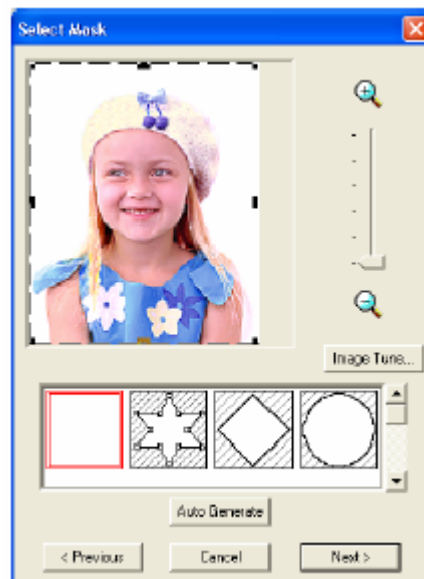 Select Mask
Image Tune...
Auto Generate
< Previous
Cancel
Next >